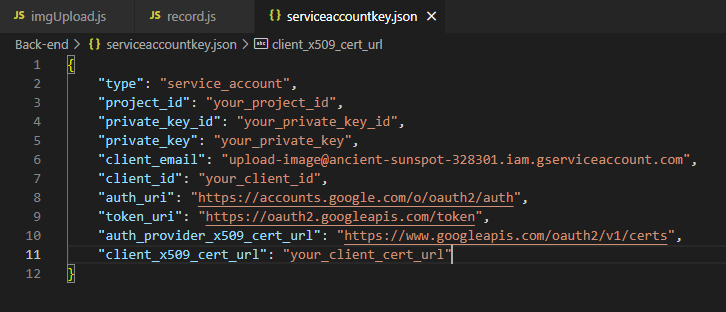 JS imgUpload.js JS record.js serviceaccountkey.json ×
Back-end > serviceaccountkey.json > abc client_x509_cert_url
1 {
2 "type": "service_account",
3 "project_id": "your_project_id",
4 "private_key_id": "your_private_key_id",
5 "private_key": "your_private_key",
6 "client_email": "upload-image@ancient-sunspot-328301.iam.gserviceaccount.com",
7 "client_id": "your_client_id",
8 "auth_uri": "https://accounts.google.com/o/oauth2/auth",
9 "token_uri": "https://oauth2.googleapis.com/token",
10 "auth_provider_x509_cert_url": "https://www.googleapis.com/oauth2/v1/certs",
11 "client_x509_cert_url": "your_client_cert_url"
12 }